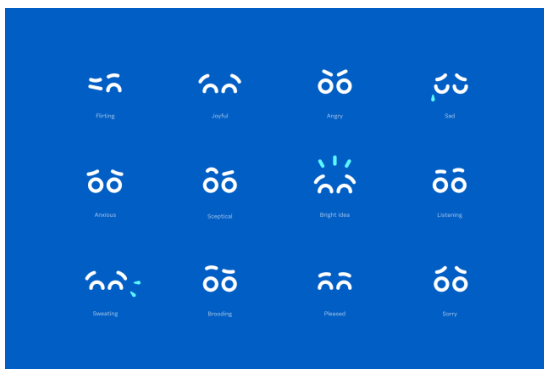 Flirting
Joyful
Angry
Sad
Anxious
Sceptical
Bright idea
Listening
Sweating
Brooding
Pleased
Sorry